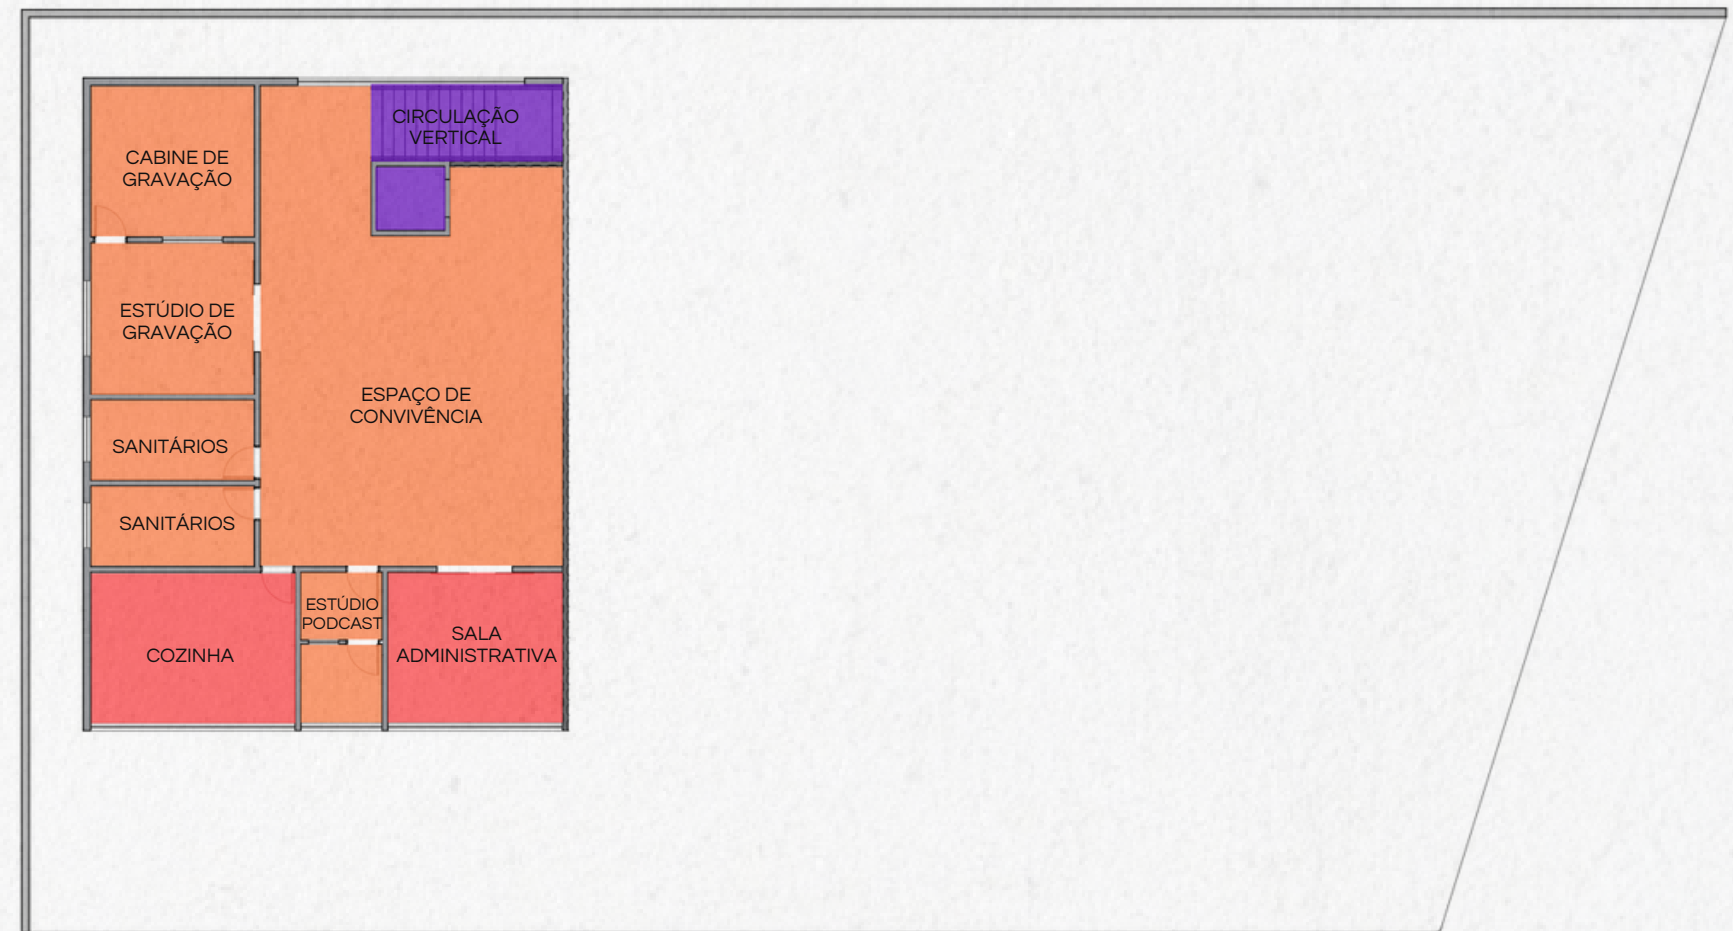 CIRCULAÇÃO
VERTICAL
CABINE DE
GRAVAÇÃO
ESTÚDIO DE
GRAVAÇÃO
ESPAÇO DE
CONVIVÊNCIA
SANITÁRIOS
SANITÁRIOS
ESTÚDIO
PODCAST
SALA
ADMINISTRATIVA
COZINHA